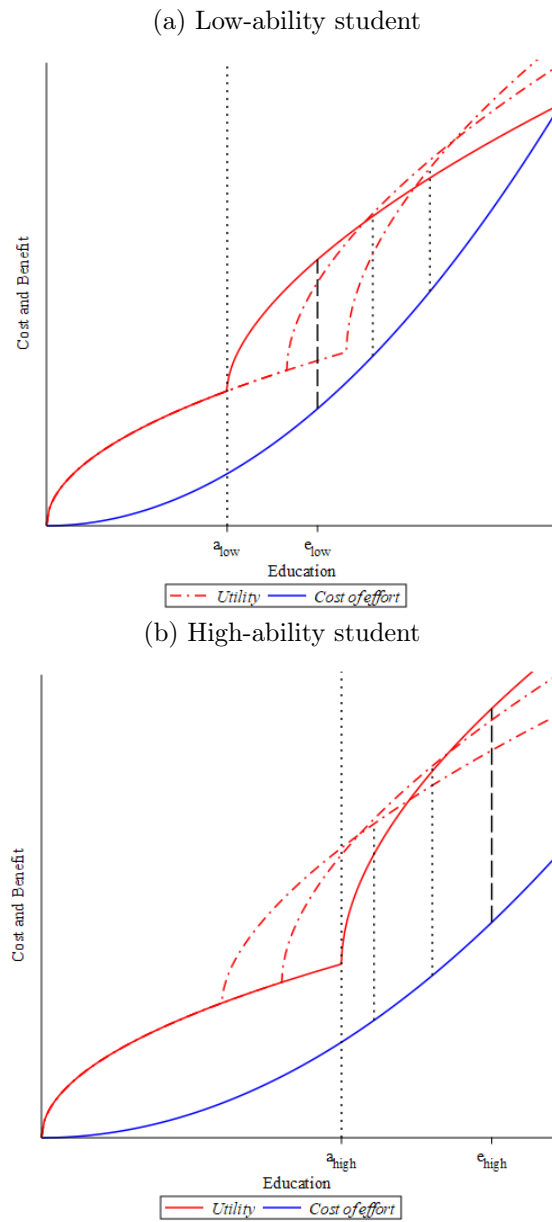 (a) Low-ability student
Cost and Benefit
a_low e_low
Education
Utility Cost of effort
(b) High-ability student
Cost and Benefit
a_high e_high
Education
Utility Cost of effort